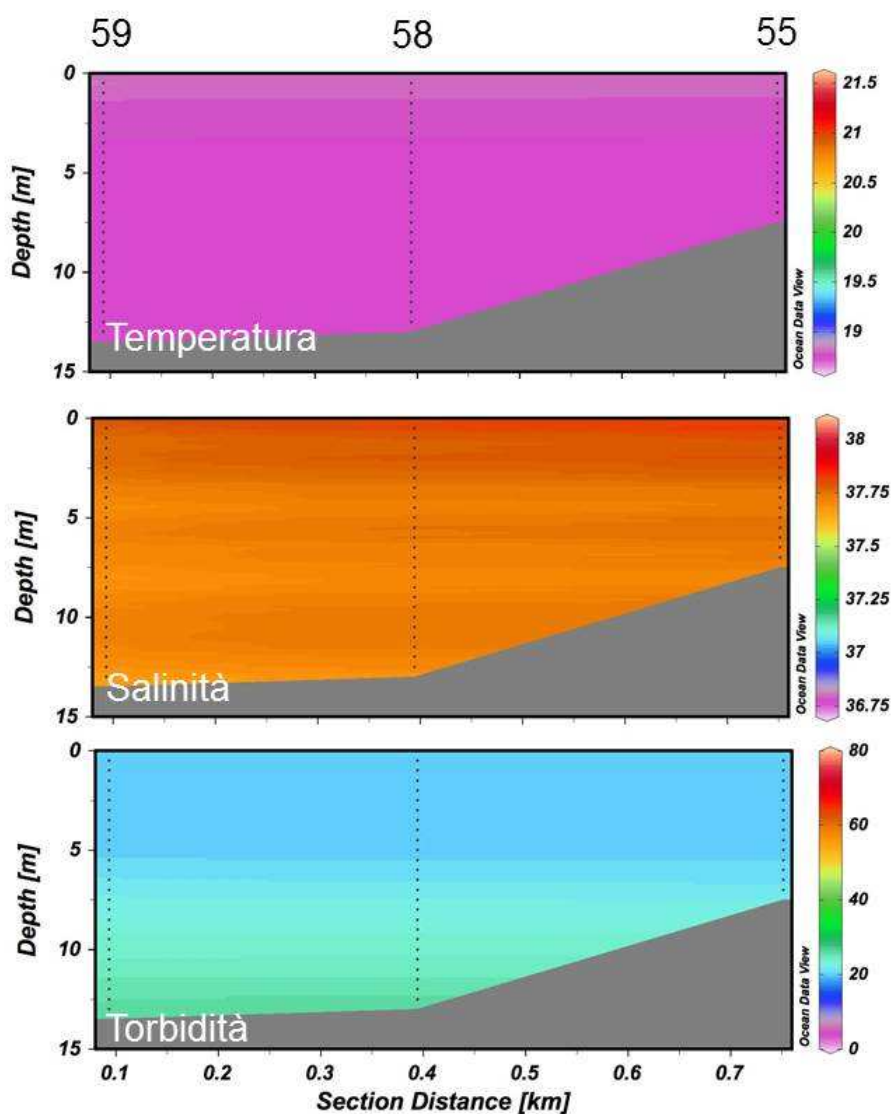 59 58 55
0
5
10
15
Depth [m]
Temperatura
21.5
21
20.5
20
19.5
19
Ocean Data View
0
5
10
15
Depth [m]
Salinità
38
37.75
37.5
37.25
37
36.75
Ocean Data View
0
5
10
15
Depth [m]
Torbidità
80
60
40
20
0
Ocean Data View
0.1 0.2 0.3 0.4 0.5 0.6 0.7
Section Distance [km]